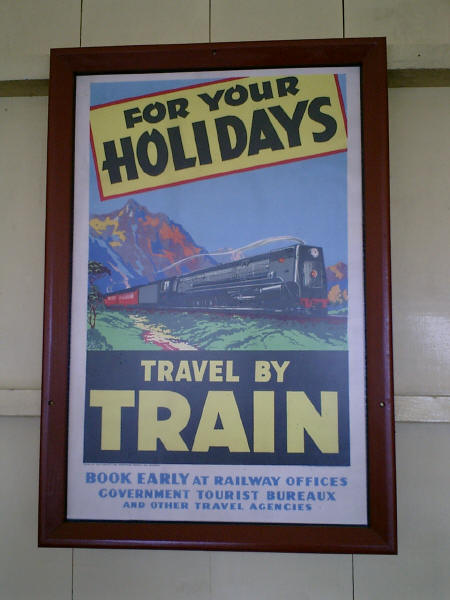 FOR YOUR
HOLIDAYS
TRAVEL BY
TRAIN
BOOK EARLY AT RAILWAY OFFICES
GOVERNMENT TOURIST BUREAUX
AND OTHER TRAVEL AGENCIES